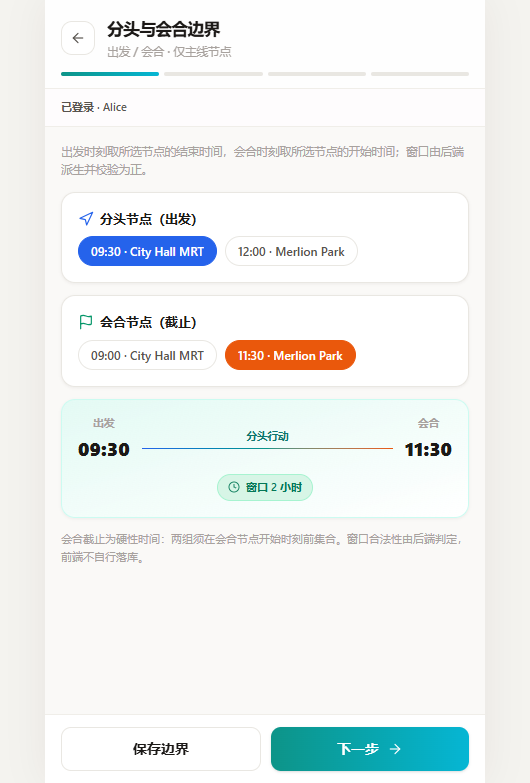 分头与会合边界
出发 / 会合 · 仅主线节点
已登录 · Alice
出发时刻取所选节点的结束时间，会合时刻取所选节点的开始时间；窗口由后端
派生并校验为正。
分头节点（出发）
09:30 · City Hall MRT
12:00 · Merlion Park
会合节点（截止）
09:00 · City Hall MRT
11:30 · Merlion Park
出发
会合
分头行动
09:30
11:30
窗口 2 小时
会合截止为硬性时间：两组须在会合节点开始时刻前集合。窗口合法性由后端判定，
前端不自行落库。
保存边界
下一步